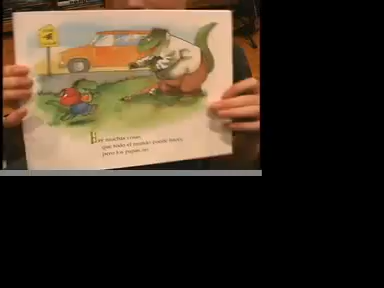 Hay muchas cosas
que todo el mundo puede hacer,
pero los papás, no.